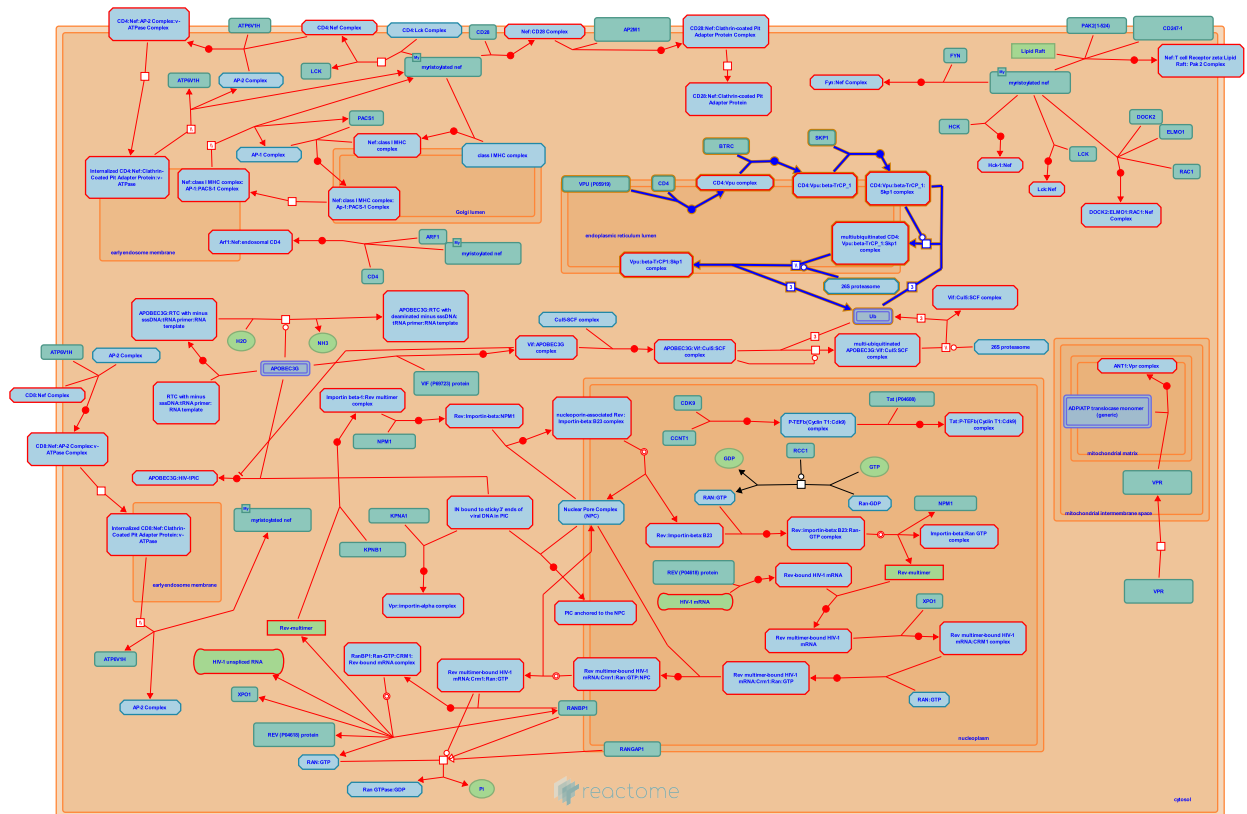 CD4:Nef:AP-2 Complex:v-
ATPase Complex
ATP6V1H
CD4:Nef Complex
CD4:Lck Complex
CD28
Nef:CD28 Complex
AP2M1
CD28:Nef:Clathrin-coated Pit
Adapter Protein Complex
PAK2(1-524)
CD247-1
Lipid Raft
Nef:T cell Receptor zeta:Lipid
Raft: Pak 2 Complex
ATP6V1H
AP-2 Complex
LCK
My
myristoylated nef
FYN
Fyn:Nef Complex
My
myristoylated nef
CD28:Nef:Clathrin-coated Pit
Adapter Protein
HCK
DOCK2
ELMO1
PACS1
AP-1 Complex
Nef:class I MHC
complex
class I MHC complex
BTRC
SKP1
Hck-1:Nef
LCK
RAC1
Internalized CD4:Nef:Clathrin-
Coated Pit Adapter Protein:v-
ATPase
6
6
Nef:class I MHC complex:
AP-1:PACS-1 Complex
Nef:class I MHC complex:
Ap-1:PACS-1 Complex
Golgi lumen
VPU (P05919)
CD4
CD4:Vpu complex
CD4:Vpu:beta-TrCP_1
CD4:Vpu:beta-TrCP_1:
Skp1 complex
Lck:Nef
DOCK2:ELMO1:RAC1:Nef
Complex
early endosome membrane
Arf1:Nef:endosomal CD4
ARF1
My
myristoylated nef
CD4
endoplasmic reticulum lumen
multiubiquitinated CD4:
Vpu:beta-TrCP_1:Skp1
complex
Vpu:beta-TrCP1:Skp1
complex
26S proteasome
3
3
Ub
Vif:Cul5:SCF complex
APOBEC3G:RTC with minus
sssDNA:tRNA primer:RNA
template
APOBEC3G:RTC with
deaminated minus sssDNA:
tRNA primer:RNA template
H2O
NH3
Cul5-SCF complex
3
Vif:APOBEC3G
complex
APOBEC3G:Vif:Cul5:SCF
complex
multi-ubiquitinated
APOBEC3G:Vif:Cul5:SCF
complex
26S proteasome
ATP6V1H
AP-2 Complex
APOBEC3G
VIF (P69723) protein
CD8:Nef Complex
RTC with minus
sssDNA:tRNA primer:
RNA template
ANT1:Vpr complex
ADP/ATP translocase monomer
(generic)
mitochondrial matrix
Importin beta-1:Rev multimer
complex
Rev:Importin-beta:NPM1
nucleoporin-associated Rev:
Importin-beta:B23 complex
CDK9
CCNT1
P-TEFb(Cyclin T1:Cdk9)
complex
Tat (P04608)
Tat:P-TEFb(Cyclin T1:Cdk9)
complex
CD8:Nef:AP-2 Complex:v-
ATPase Complex
NPM1
RCC1
GDP
GTP
VPR
APOBEC3G:HIV-1 PIC
RAN:GTP
Ran-GDP
NPM1
mitochondrial intermembrane space
IN bound to sticky 3' ends of
viral DNA in PIC
Nuclear Pore Complex
(NPC)
Internalized CD8:Nef:Clathrin-
Coated Pit Adapter Protein:v-
ATPase
My
myristoylated nef
KPNA1
Rev:Importin-beta:B23
Rev:Importin-beta:B23:Ran-
GTP complex
Importin-beta:Ran GTP
complex
KPNB1
early endosome membrane
REV (P04618) protein
Rev-bound HIV-1 mRNA
Rev-multimer
HIV-1 mRNA
VPR
Vpr:importin-alpha complex
PIC anchored to the NPC
XPO1
6
Rev-multimer
Rev multimer-bound HIV-1
mRNA
Rev multimer-bound HIV-1
mRNA:CRM1 complex
ATP6V1H
HIV-1 unspliced RNA
RanBP1:Ran-GTP:CRM1:
Rev-bound mRNA complex
Rev multimer-bound HIV-1
mRNA:Crm1:Ran:GTP
Rev multimer-bound HIV-1
mRNA:Crm1:Ran:GTP:NPC
Rev multimer-bound HIV-1
mRNA:Crm1:Ran:GTP
RAN:GTP
AP-2 Complex
XPO1
RANBP1
REV (P04618) protein
nucleoplasm
RANGAP1
RAN:GTP
Ran GTPase:GDP
Pi
reactome
cytosol